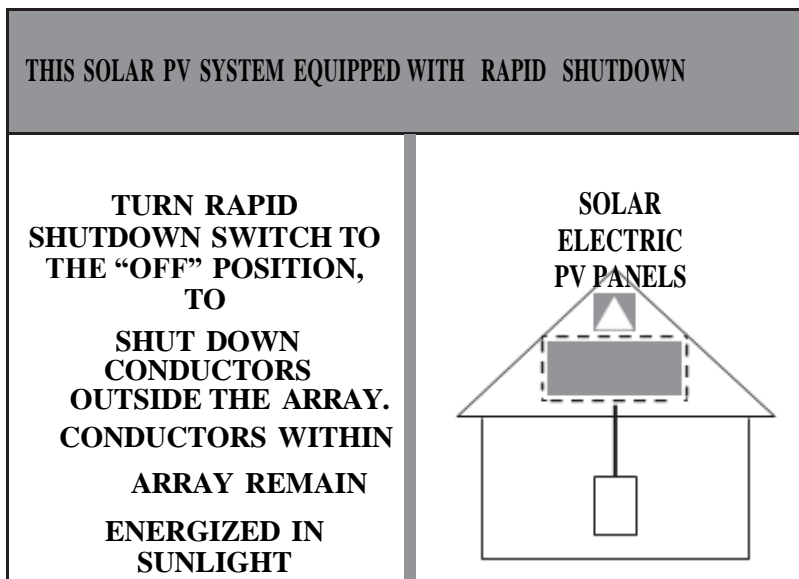 THIS SOLAR PV SYSTEM EQUIPPED WITH RAPID SHUTDOWN
TURN RAPID
SHUTDOWN SWITCH TO
THE “OFF” POSITION,
TO
SHUT DOWN
CONDUCTORS
OUTSIDE THE ARRAY.
CONDUCTORS WITHIN
ARRAY REMAIN
ENERGIZED IN
SUNLIGHT
SOLAR
ELECTRIC
PV PANELS